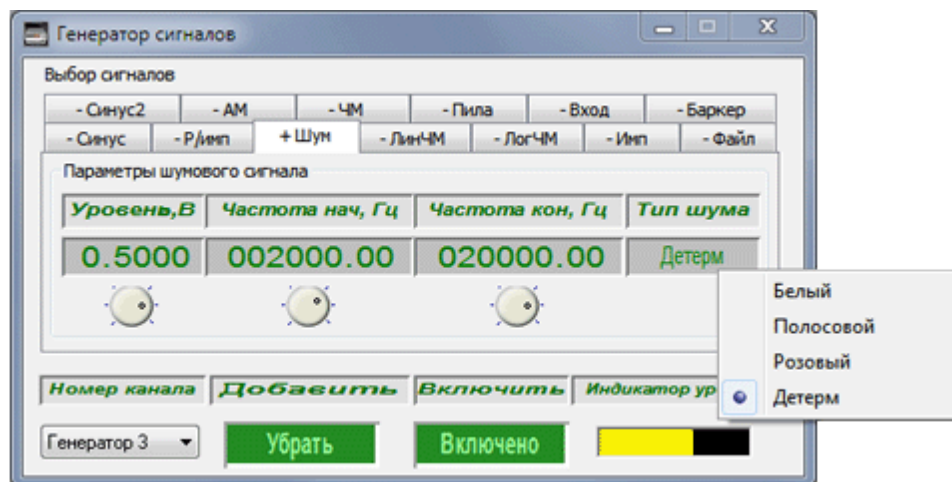 Генератор сигналов
Выбор сигналов
- Синус2 - АМ - ЧМ - Пила - Вход - Баркер
- Синус - Р/имп + Шум - ЛинЧМ - ЛогЧМ - Имп - Файл
Параметры шумового сигнала
Уровень,В Частота нач, Гц Частота кон, Гц Тип шума
0.5000 002000.00 020000.00 Детерм
Белый
Полосовой
Розовый
Детерм
Номер канала Добавить Включить Индикатор ур
Генератор 3 Убрать Включено